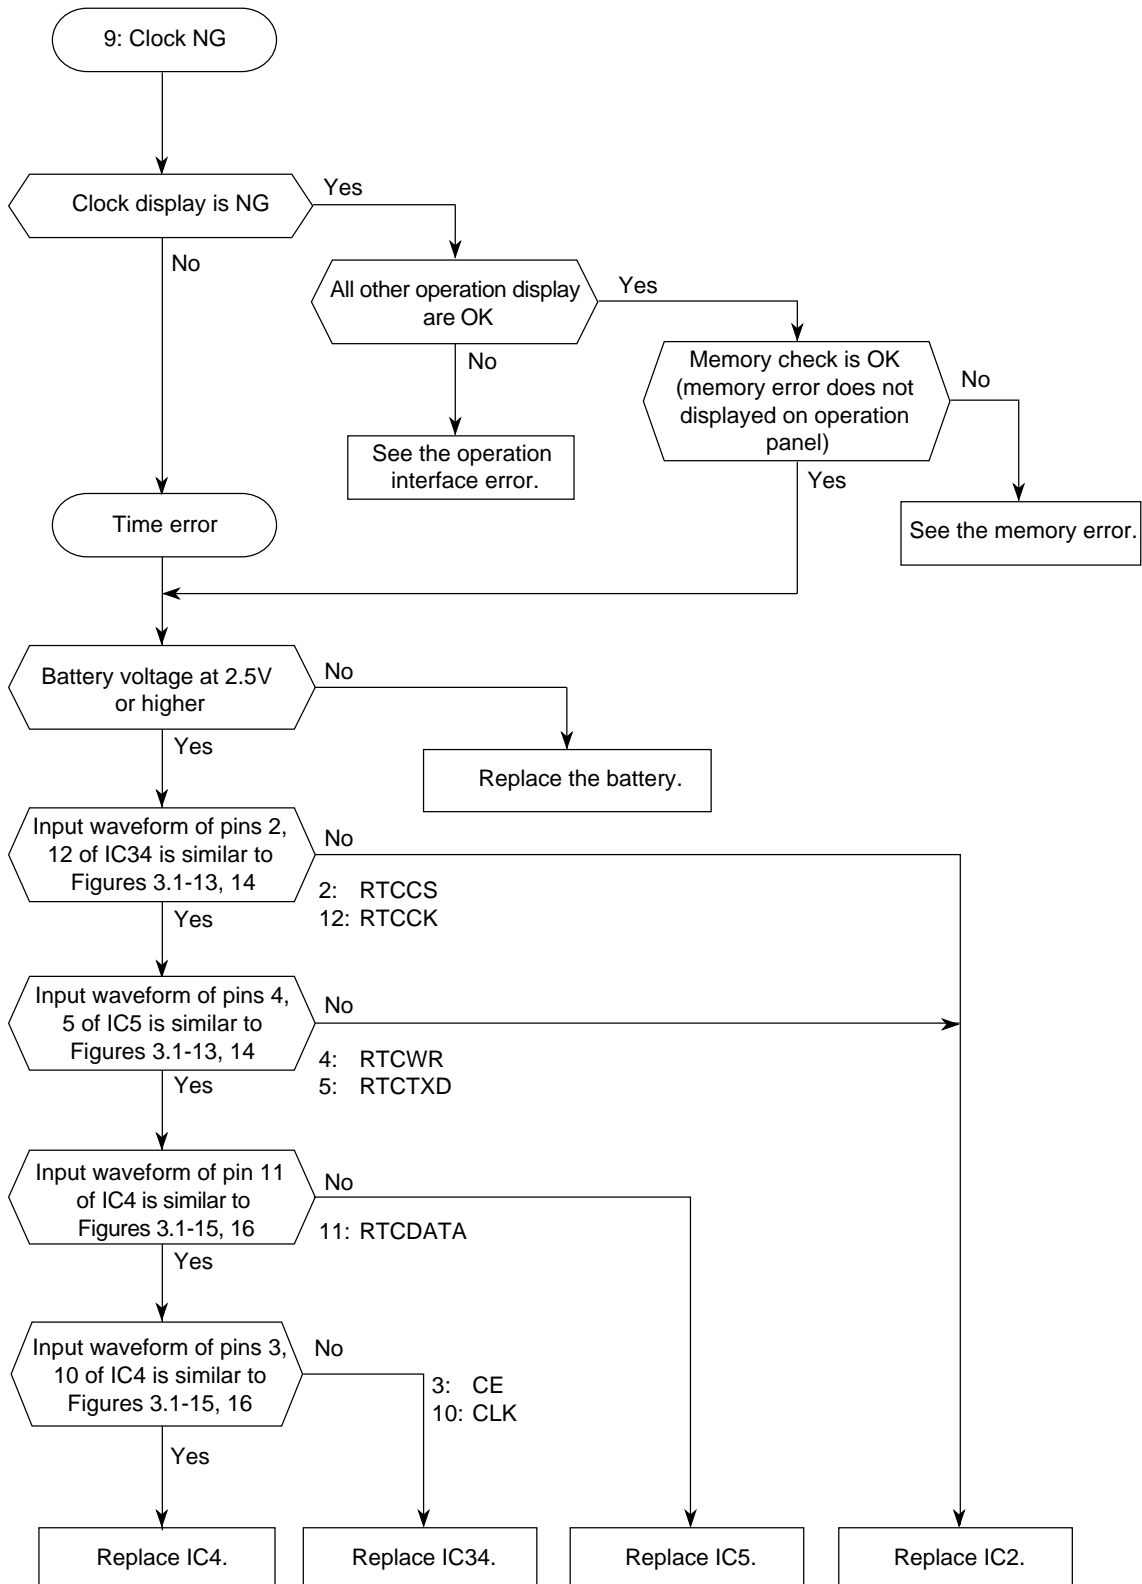 9: Clock NG
Clock display is NG
Yes
No
All other operation display
are OK
Yes
No
Memory check is OK
(memory error does not
displayed on operation
panel)
No
Yes
See the operation
interface error.
See the memory error.
Time error
Battery voltage at 2.5V
or higher
No
Yes
Replace the battery.
Input waveform of pins 2,
12 of IC34 is similar to
Figures 3.1-13, 14
No
2: RTCCS
12: RTCCK
Yes
Input waveform of pins 4,
5 of IC5 is similar to
Figures 3.1-13, 14
No
4: RTCWR
5: RTCTXD
Yes
Input waveform of pin 11
of IC4 is similar to
Figures 3.1-15, 16
No
11: RTCDATA
Yes
Input waveform of pins 3,
10 of IC4 is similar to
Figures 3.1-15, 16
No
3: CE
10: CLK
Yes
Replace IC4.
Replace IC34.
Replace IC5.
Replace IC2.